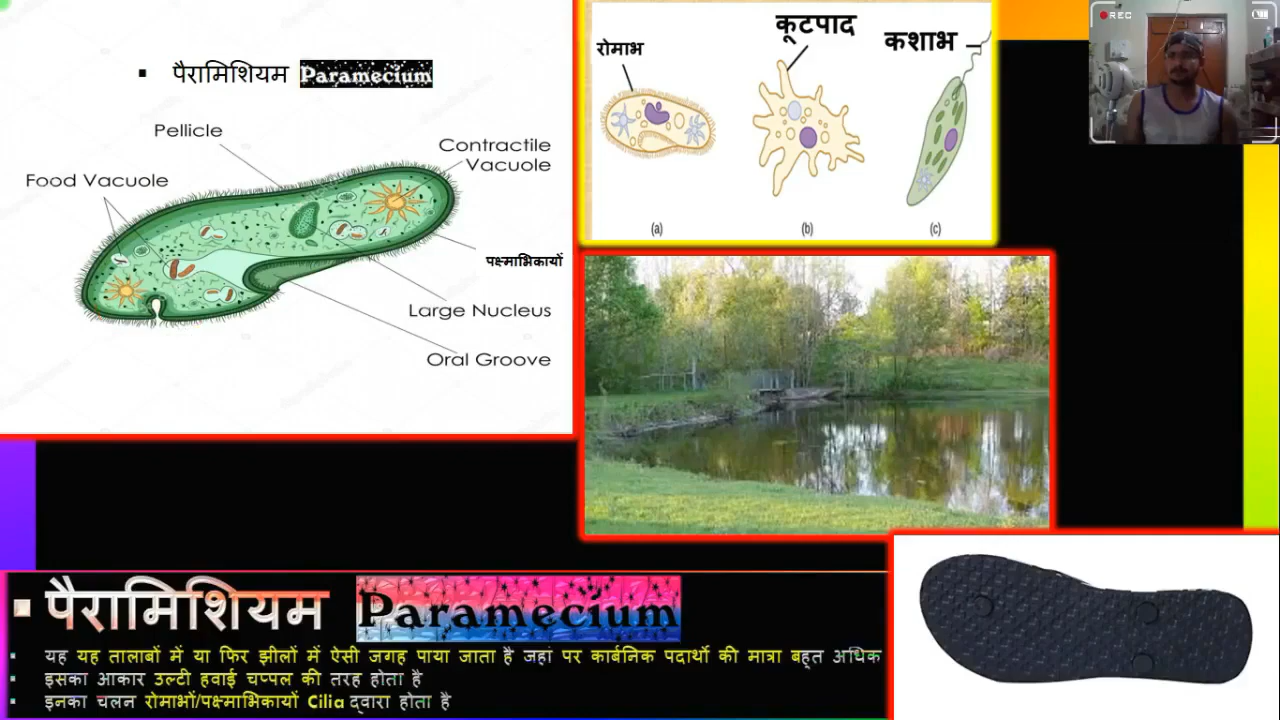 ▪ पैरामिशियम Paramecium
Pellicle
Contractile
Vacuole
Food Vacuole
पक्ष्माभिकायों
Large Nucleus
Oral Groove
रोमाभ
कूटपाद
कशाभ
(a)
(b)
(c)
REC
▪ पैरामिशियम Paramecium
▪ यह यह तालाबों में या फिर झीलों में ऐसी जगह पाया जाता है जहां पर कार्बनिक पदार्थो की मात्रा बहुत अधिक
▪ इसका आकार उल्टी हवाई चप्पल की तरह होता है
▪ इनका चलन रोमाभों/पक्ष्माभिकायों Cilia द्वारा होता है